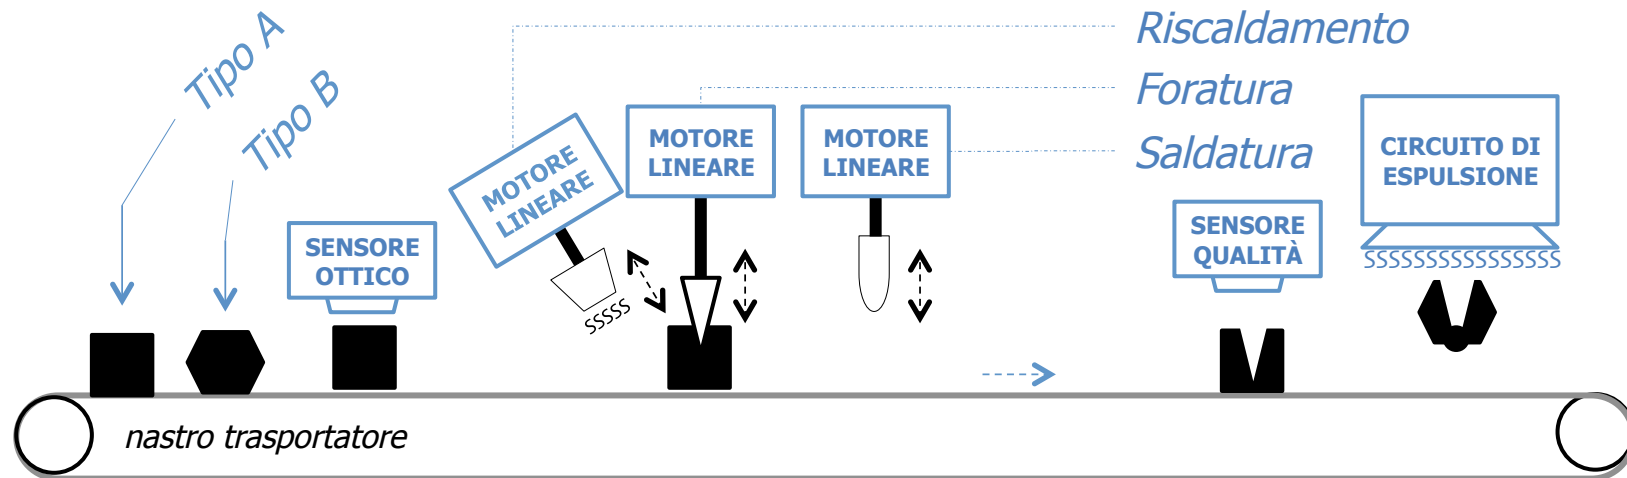 Tipo A
Tipo B
SENSORE
OTTICO
MOTORE
LINEARE
MOTORE
LINEARE
MOTORE
LINEARE
Riscaldamento
Foratura
Saldatura
SENSORE
QUALITÀ
CIRCUITO DI
ESPULSIONE
SSSSS
SSSSSSSSSSSSSSSS
nastro trasportatore